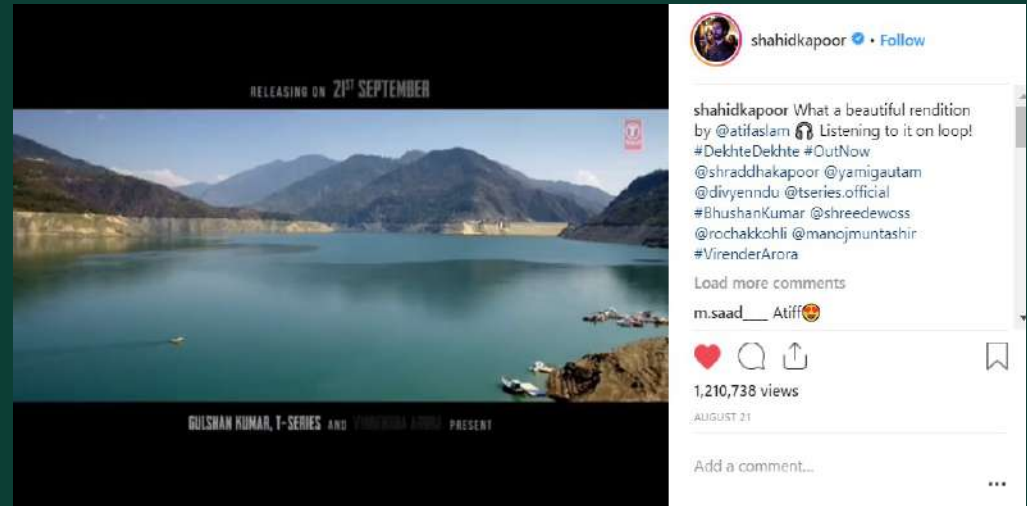 RELEASING ON 21ST SEPTEMBER
T
GULSHAN KUMAR, T-SERIES AND PRESENT
shahidkapoor • Follow
shahidkapoor What a beautiful rendition
by @atifaslam 🎧 Listening to it on loop!
#DekhteDekhte #OutNow
@shraddhakapoor @yamigautam
@divyenndu @tseries.official
#BhushanKumar @shreedewoss
@rochakkohli @manojmuntashir
#VirenderArora
Load more comments
m.saad___ Atiff😍
1,210,738 views
AUGUST 21
Add a comment...